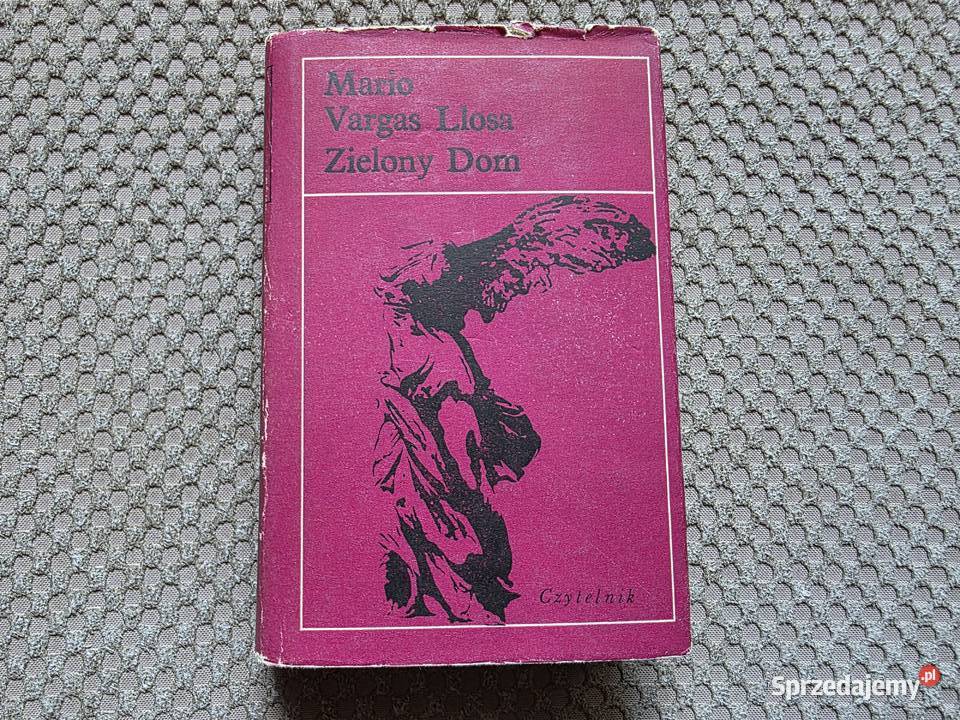 Mario
Vargas Llosa
Zielony Dom
Czytelnik
Sprzedajemy.pl